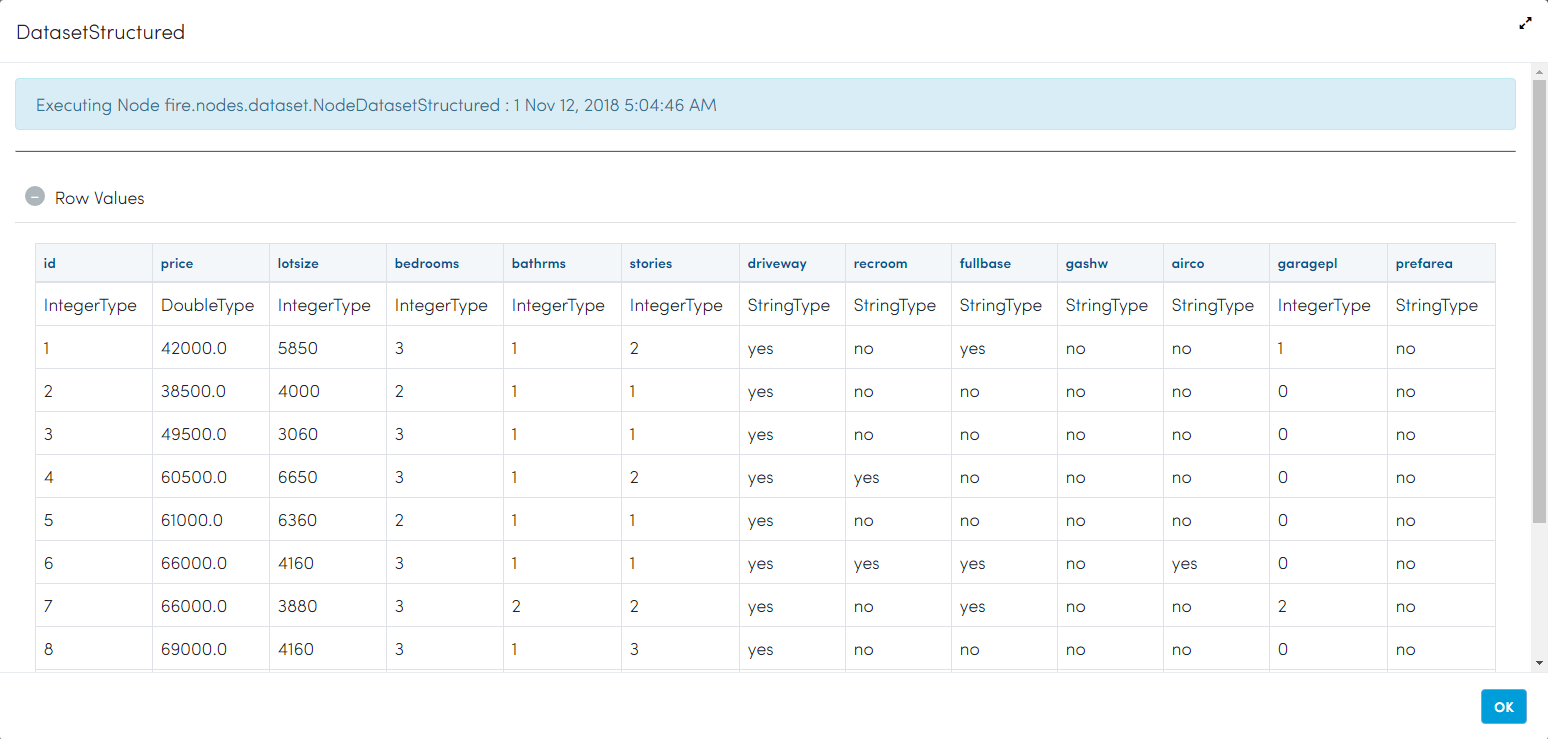 DatasetStructured
Executing Node fire.nodes.dataset.NodeDatasetStructured : 1 Nov 12, 2018 5:04:46 AM
Row Values
id price lotsize bedrooms bathrms stories driveway recroom fullbase gashw airco garagepl prefarea
IntegerType DoubleType IntegerType IntegerType IntegerType IntegerType StringType StringType StringType StringType StringType IntegerType StringType
1 42000.0 5850 3 1 2 yes no yes no no 1 no
2 38500.0 4000 2 1 1 yes no no no no 0 no
3 49500.0 3060 3 1 1 yes no no no no 0 no
4 60500.0 6650 3 1 2 yes yes no no no 0 no
5 61000.0 6360 2 1 1 yes no no no no 0 no
6 66000.0 4160 3 1 1 yes yes yes no yes 0 no
7 66000.0 3880 3 2 2 yes no yes no no 2 no
8 69000.0 4160 3 1 3 yes no no no no 0 no
OK